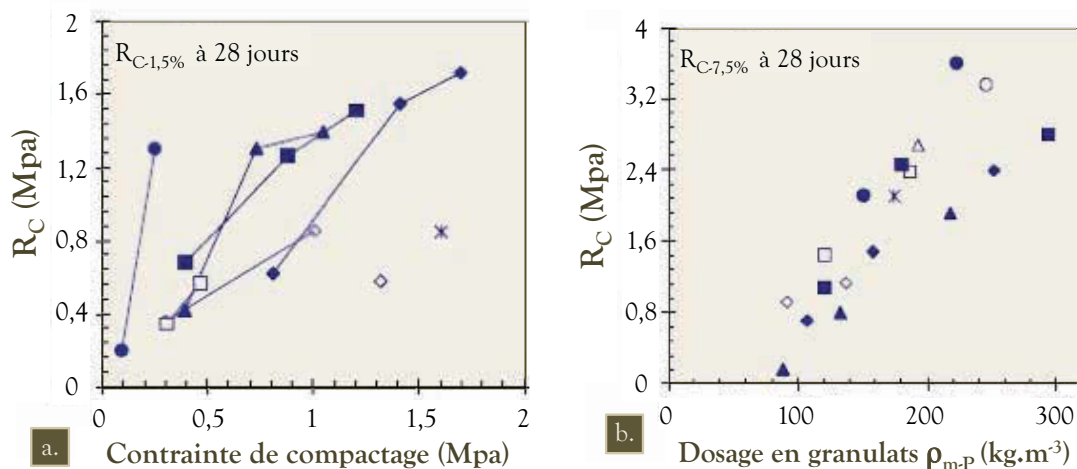 2
1,6
1,2
0,8
0,4
0
R_C-1,5% à 28 jours
R_C (Mpa)
0
0,5
1
1,5
2
a.
Contrainte de compactage (Mpa)
4
3,2
2,4
1,6
0,8
0
R_C-7,5% à 28 jours
R_C (Mpa)
0
100
200
300
b.
Dosage en granulats ρ_m-P (kg.m⁻³)